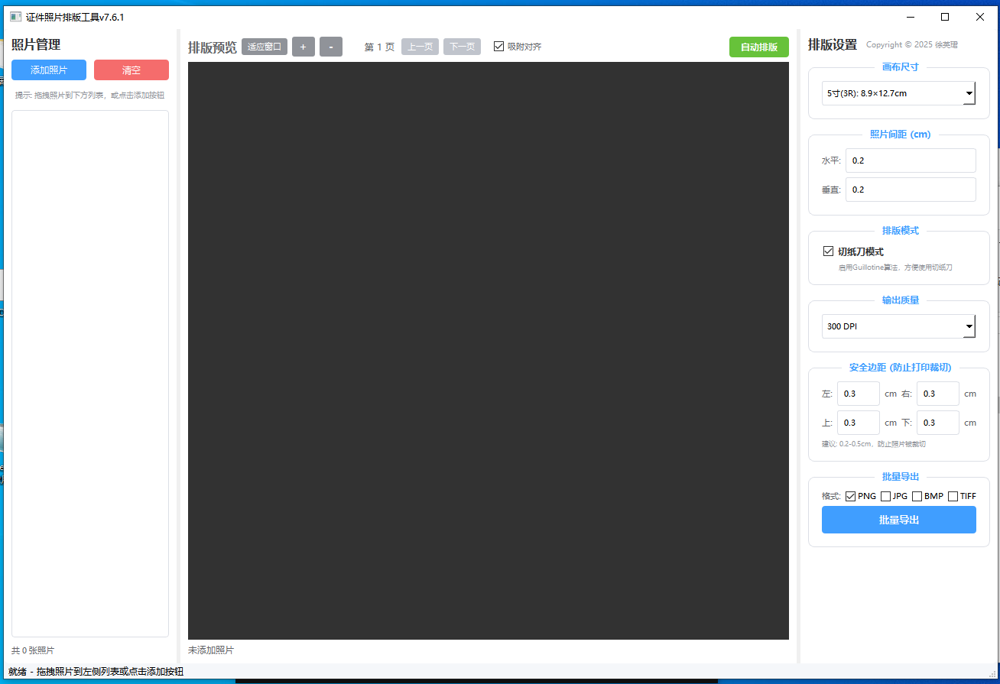 证件照片排版工具v7.6.1
照片管理
添加照片 清空
提示: 拖拽照片到下方列表，或点击添加按钮
共 0 张照片
排版预览 适应窗口 + - 第 1 页 上一页 下一页 吸附对齐 自动排版
未添加照片
排版设置 Copyright © 2025 徐英珺
画布尺寸
5寸(3R): 8.9×12.7cm
照片间距 (cm)
水平: 0.2
垂直: 0.2
排版模式
切纸刀模式
启用Guillotine算法，方便使用切纸刀
输出质量
300 DPI
安全边距 (防止打印裁切)
左: 0.3 cm 右: 0.3 cm
上: 0.3 cm 下: 0.3 cm
建议: 0.2-0.5cm，防止照片被裁切
批量导出
格式: PNG JPG BMP TIFF
批量导出
就绪 - 拖拽照片到左侧列表或点击添加按钮